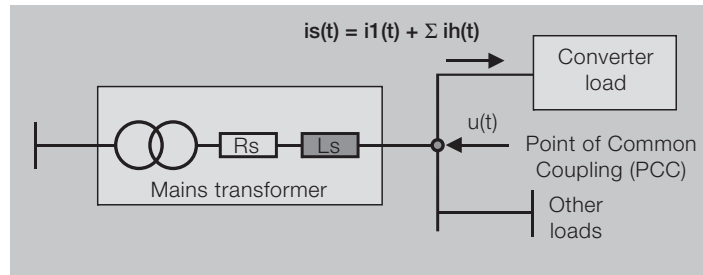 is(t) = i1(t) + Σ ih(t)
Converter
load
u(t)
Rs
Ls
Point of Common
Coupling (PCC)
Mains transformer
Other
loads